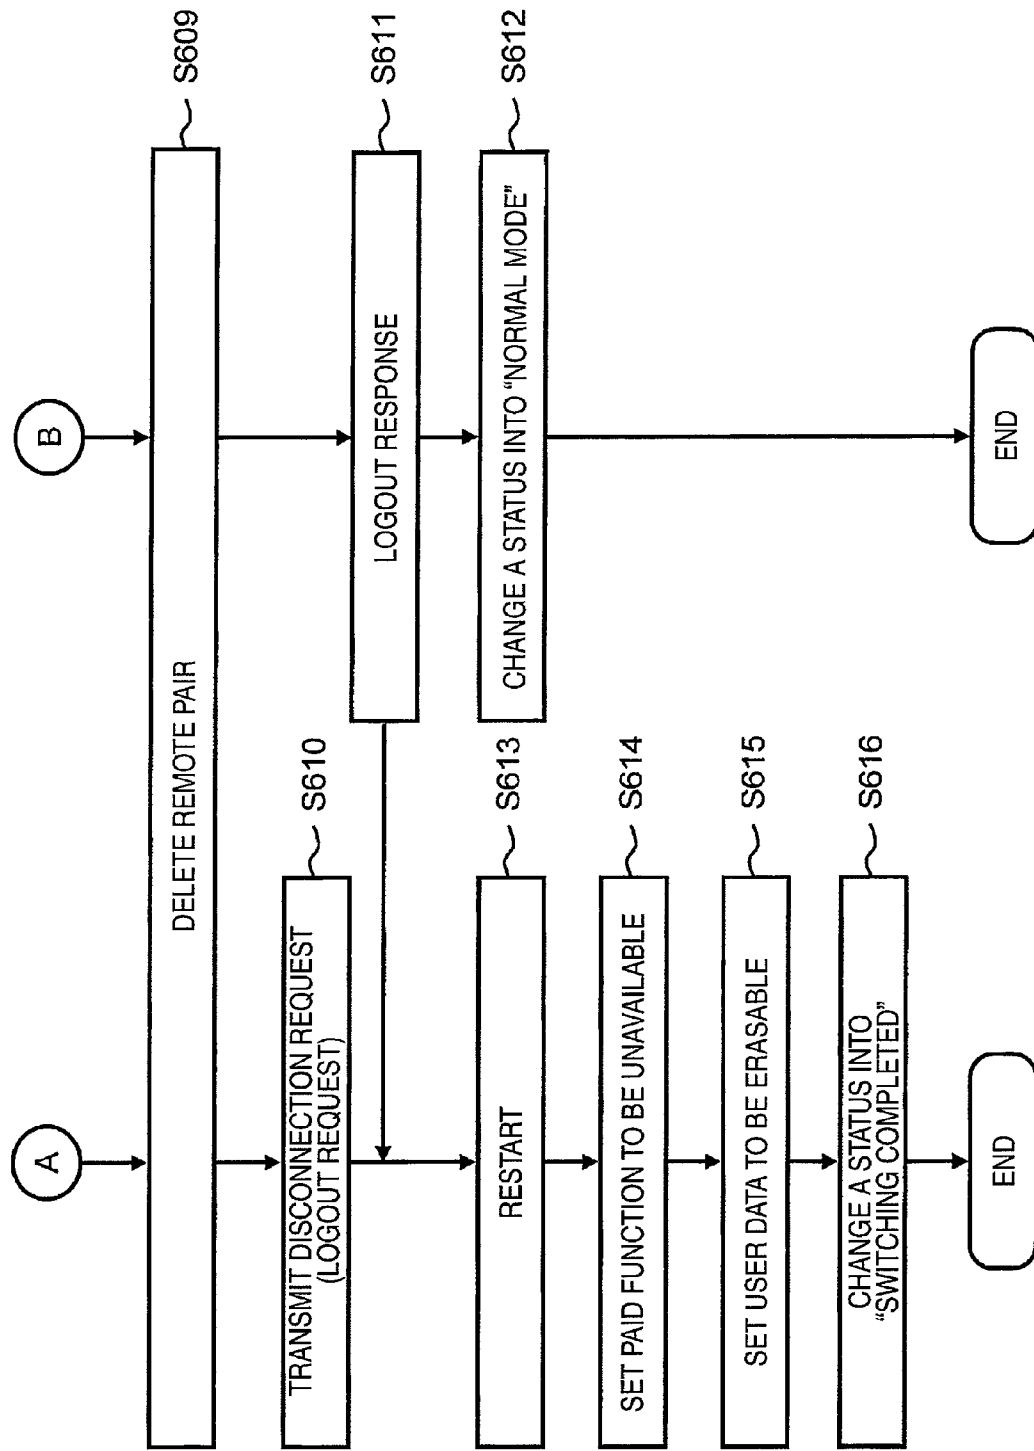 A
B
DELETE REMOTE PAIR
S609
TRANSMIT DISCONNECTION REQUEST
(LOGOUT REQUEST)
S610
LOGOUT RESPONSE
S611
CHANGE A STATUS INTO "NORMAL MODE"
S612
RESTART
S613
SET PAID FUNCTION TO BE UNAVAILABLE
S614
SET USER DATA TO BE ERASABLE
S615
CHANGE A STATUS INTO
"SWITCHING COMPLETED"
S616
END
END